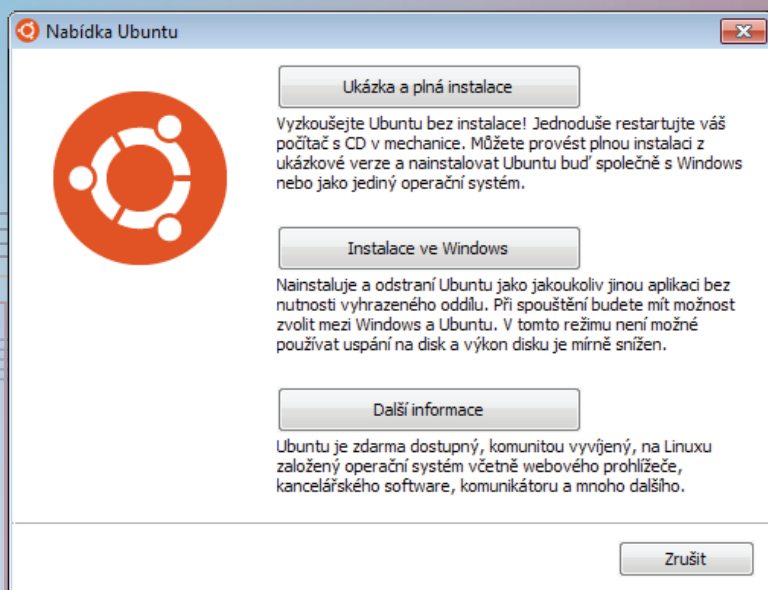 Nabídka Ubuntu
Ukázka a plná instalace
Vyzkoušejte Ubuntu bez instalace! Jednoduše restartujte váš
počítač s CD v mechanice. Můžete provést plnou instalaci z
ukázkové verze a nainstalovat Ubuntu buď společně s Windows
nebo jako jediný operační systém.
Instalace ve Windows
Nainstaluje a odstraní Ubuntu jako jakoukoliv jinou aplikaci bez
nutnosti vyhrazeného oddílu. Při spouštění budete mít možnost
zvolit mezi Windows a Ubuntu. V tomto režimu není možné
používat uspání na disk a výkon disku je mírně snížen.
Další informace
Ubuntu je zdarma dostupný, komunitou vyvíjený, na Linuxu
založený operační systém včetně webového prohlížeče,
kancelářského software, komunikátoru a mnoho dalšího.
Zrušit